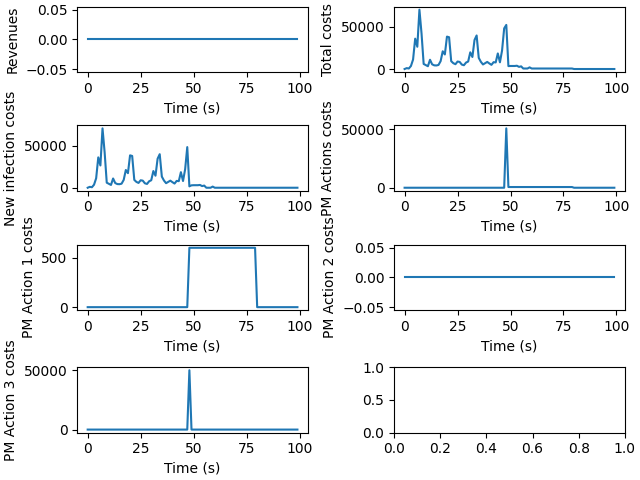 Revenues
0.05
0.00
−0.05
0 25 50 75 100
Time (s)
Total costs
50000
0
0 25 50 75 100
Time (s)
New infection costs
50000
0
0 25 50 75 100
Time (s)
PM Actions costs
50000
0
0 25 50 75 100
Time (s)
PM Action 1 costs
500
0
0 25 50 75 100
Time (s)
PM Action 2 costs
0.05
0.00
−0.05
0 25 50 75 100
Time (s)
PM Action 3 costs
50000
0
0 25 50 75 100
Time (s)
1.0
0.5
0.0
0.0 0.2 0.4 0.6 0.8 1.0